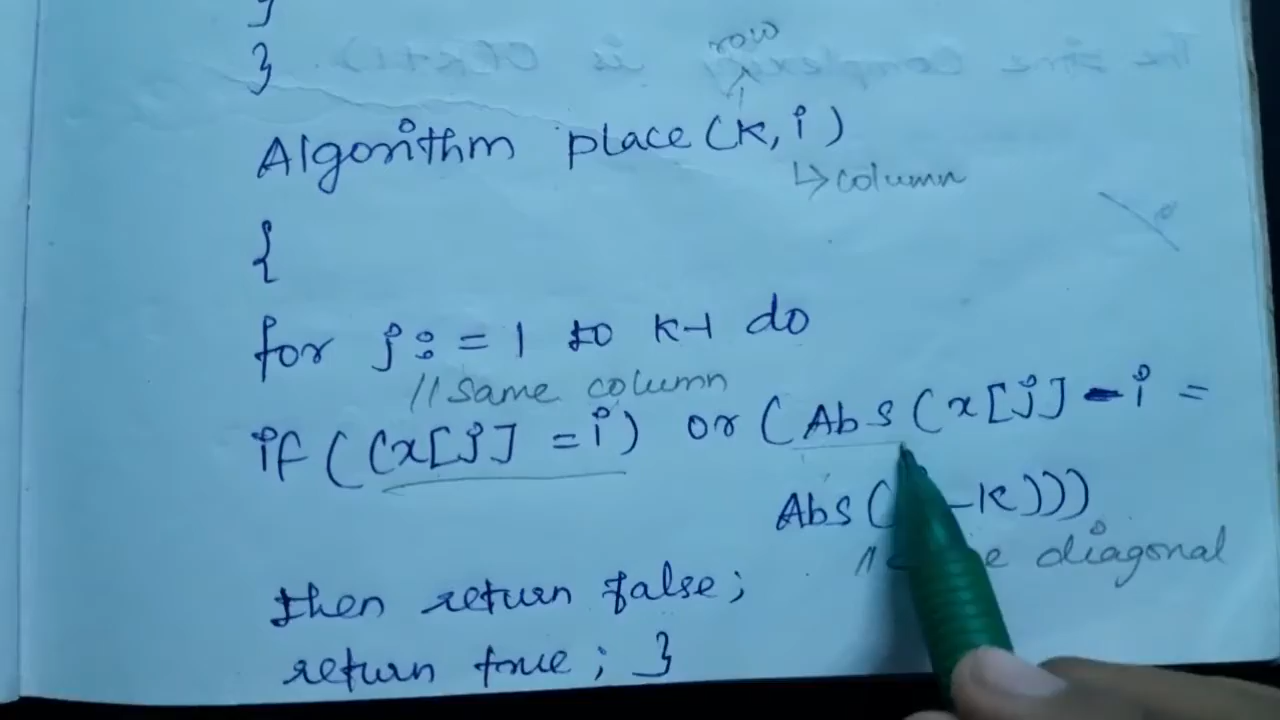 }
}
row
Algorithm place(k, i)
↳column
{
for j := 1 to k-1 do
//same column
if ((x[j] = i) or (Abs(x[j] - i =
Abs( -k)))
// diagonal
then return false;
return true; }